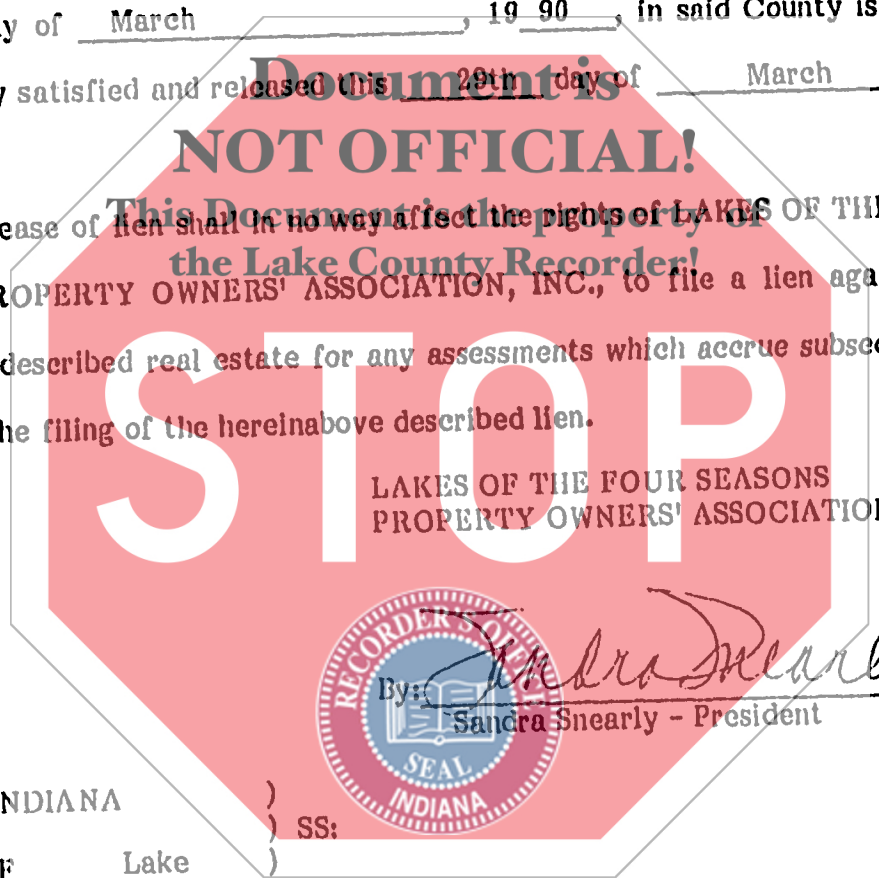 y of March , 19 90 , in said County is
Document is
y satisfied and released this 29th day of March
NOT OFFICIAL!
This Document is the property of
ease of lien shall in no way affect the rights of LAKES OF THE
the Lake County Recorder!
ROPERTY OWNERS' ASSOCIATION, INC., to file a lien aga
described real estate for any assessments which accrue subse
he filing of the hereinabove described lien.
STOP
LAKES OF THE FOUR SEASONS
PROPERTY OWNERS' ASSOCIATIO
RECORDER'S OFFICE
By: Sandra Snearl
Sandra Snearly - President
SEAL
INDIANA
NDIANA )
) SS:
F Lake )